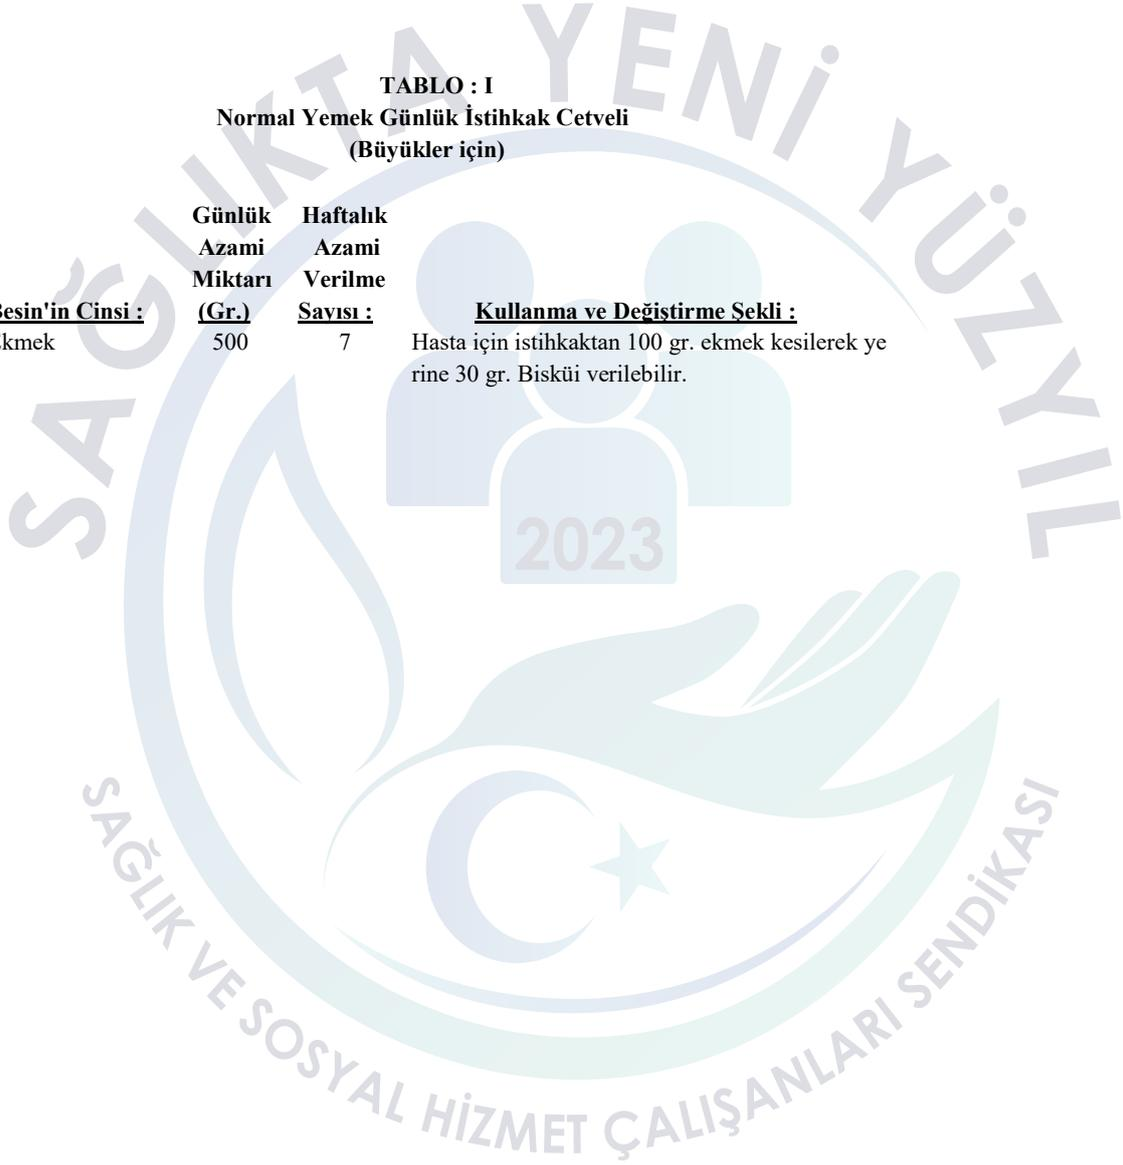 SAĞLIKTA YENİ YÜZYIL
TABLO : I
Normal Yemek Günlük İstihkak Cetveli
(Büyükler için)
Günlük Haftalık
Azami Azami
Miktarı Verilme
esin'in Cinsi : (Gr.) Sayısı : Kullanma ve Değiştirme Şekli :
kmek 500 7 Hasta için istihkaktan 100 gr. ekmek kesilerek ye
rine 30 gr. Bisküi verilebilir.
2023
SAĞLIK VE SOSYAL HİZMET ÇALIŞANLARI SENDİKASI